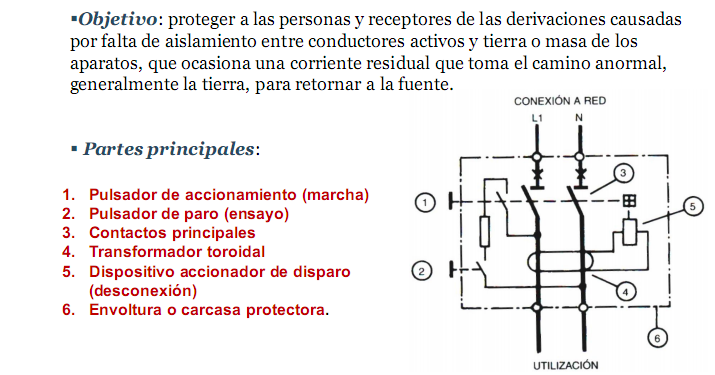 ▪Objetivo: proteger a las personas y receptores de las derivaciones causadas
por falta de aislamiento entre conductores activos y tierra o masa de los
aparatos, que ocasiona una corriente residual que toma el camino anormal,
generalmente la tierra, para retornar a la fuente.
▪ Partes principales:
1. Pulsador de accionamiento (marcha)
2. Pulsador de paro (ensayo)
3. Contactos principales
4. Transformador toroidal
5. Dispositivo accionador de disparo
(desconexión)
6. Envoltura o carcasa protectora.
CONEXIÓN A RED
L1 N
3
1
5
2
4
6
UTILIZACIÓN